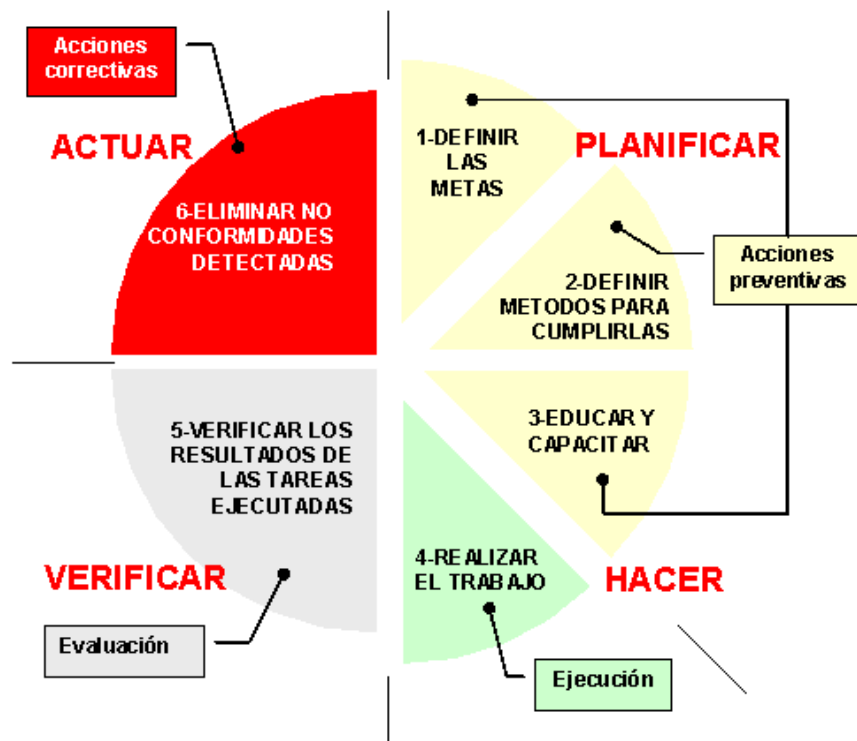 Acciones
correctivas
ACTUAR
6-ELIMINAR NO
CONFORMIDADES
DETECTADAS
1-DEFINIR
LAS
METAS
PLANIFICAR
Acciones
preventivas
2-DEFINIR
METODOS PARA
CUMPLIRLAS
3-EDUCAR Y
CAPACITAR
HACER
4-REALIZAR
EL TRABAJO
Ejecución
5-VERIFICAR LOS
RESULTADOS DE
LAS TAREAS
EJECUTADAS
VERIFICAR
Evaluación